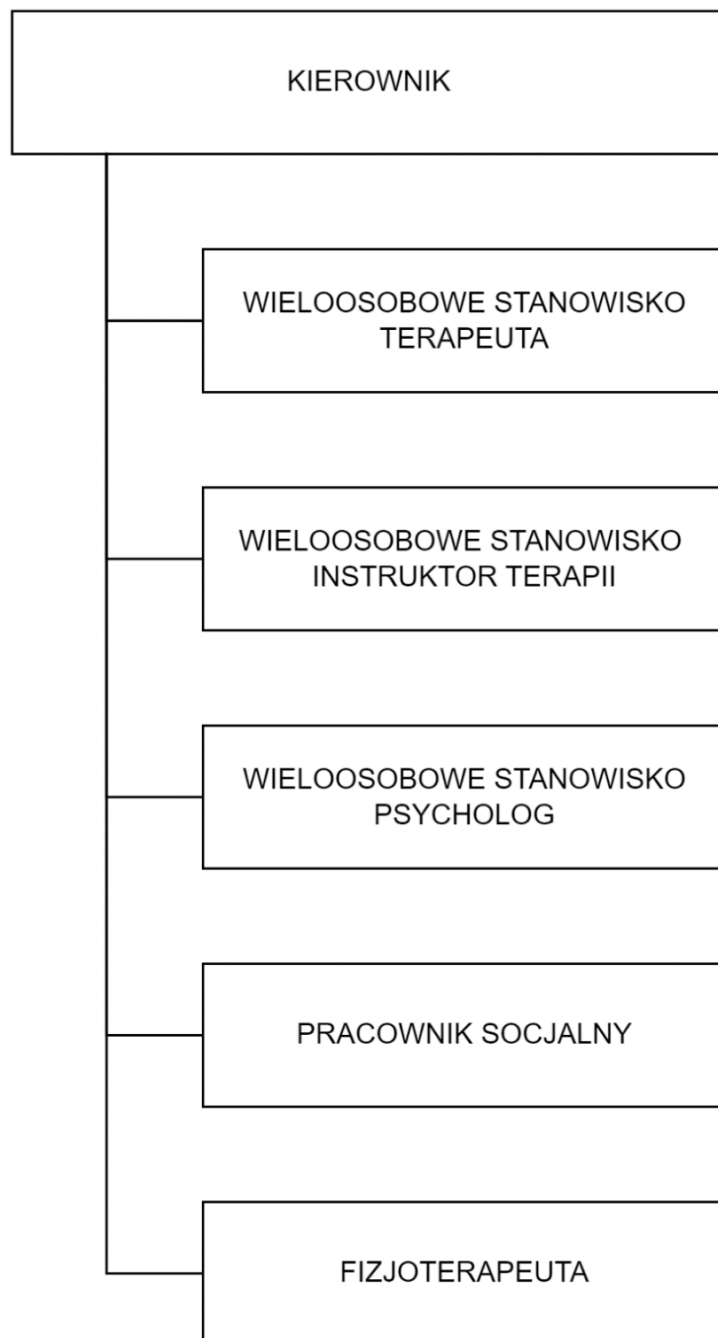 KIEROWNIK
WIELOOSOBOWE STANOWISKO
TERAPEUTA
WIELOOSOBOWE STANOWISKO
INSTRUKTOR TERAPII
WIELOOSOBOWE STANOWISKO
PSYCHOLOG
PRACOWNIK SOCJALNY
FIZJOTERAPEUTA